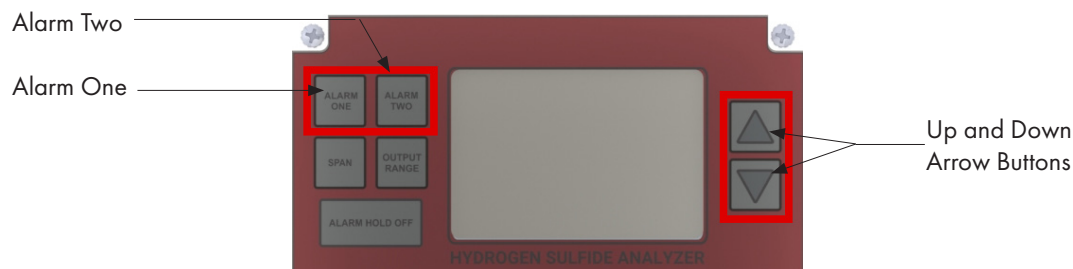 Alarm Two
Alarm One
ALARM
ONE
ALARM
TWO
SPAN
OUTPUT
RANGE
ALARM HOLD OFF
HYDROGEN SULFIDE ANALYZER
Up and Down
Arrow Buttons